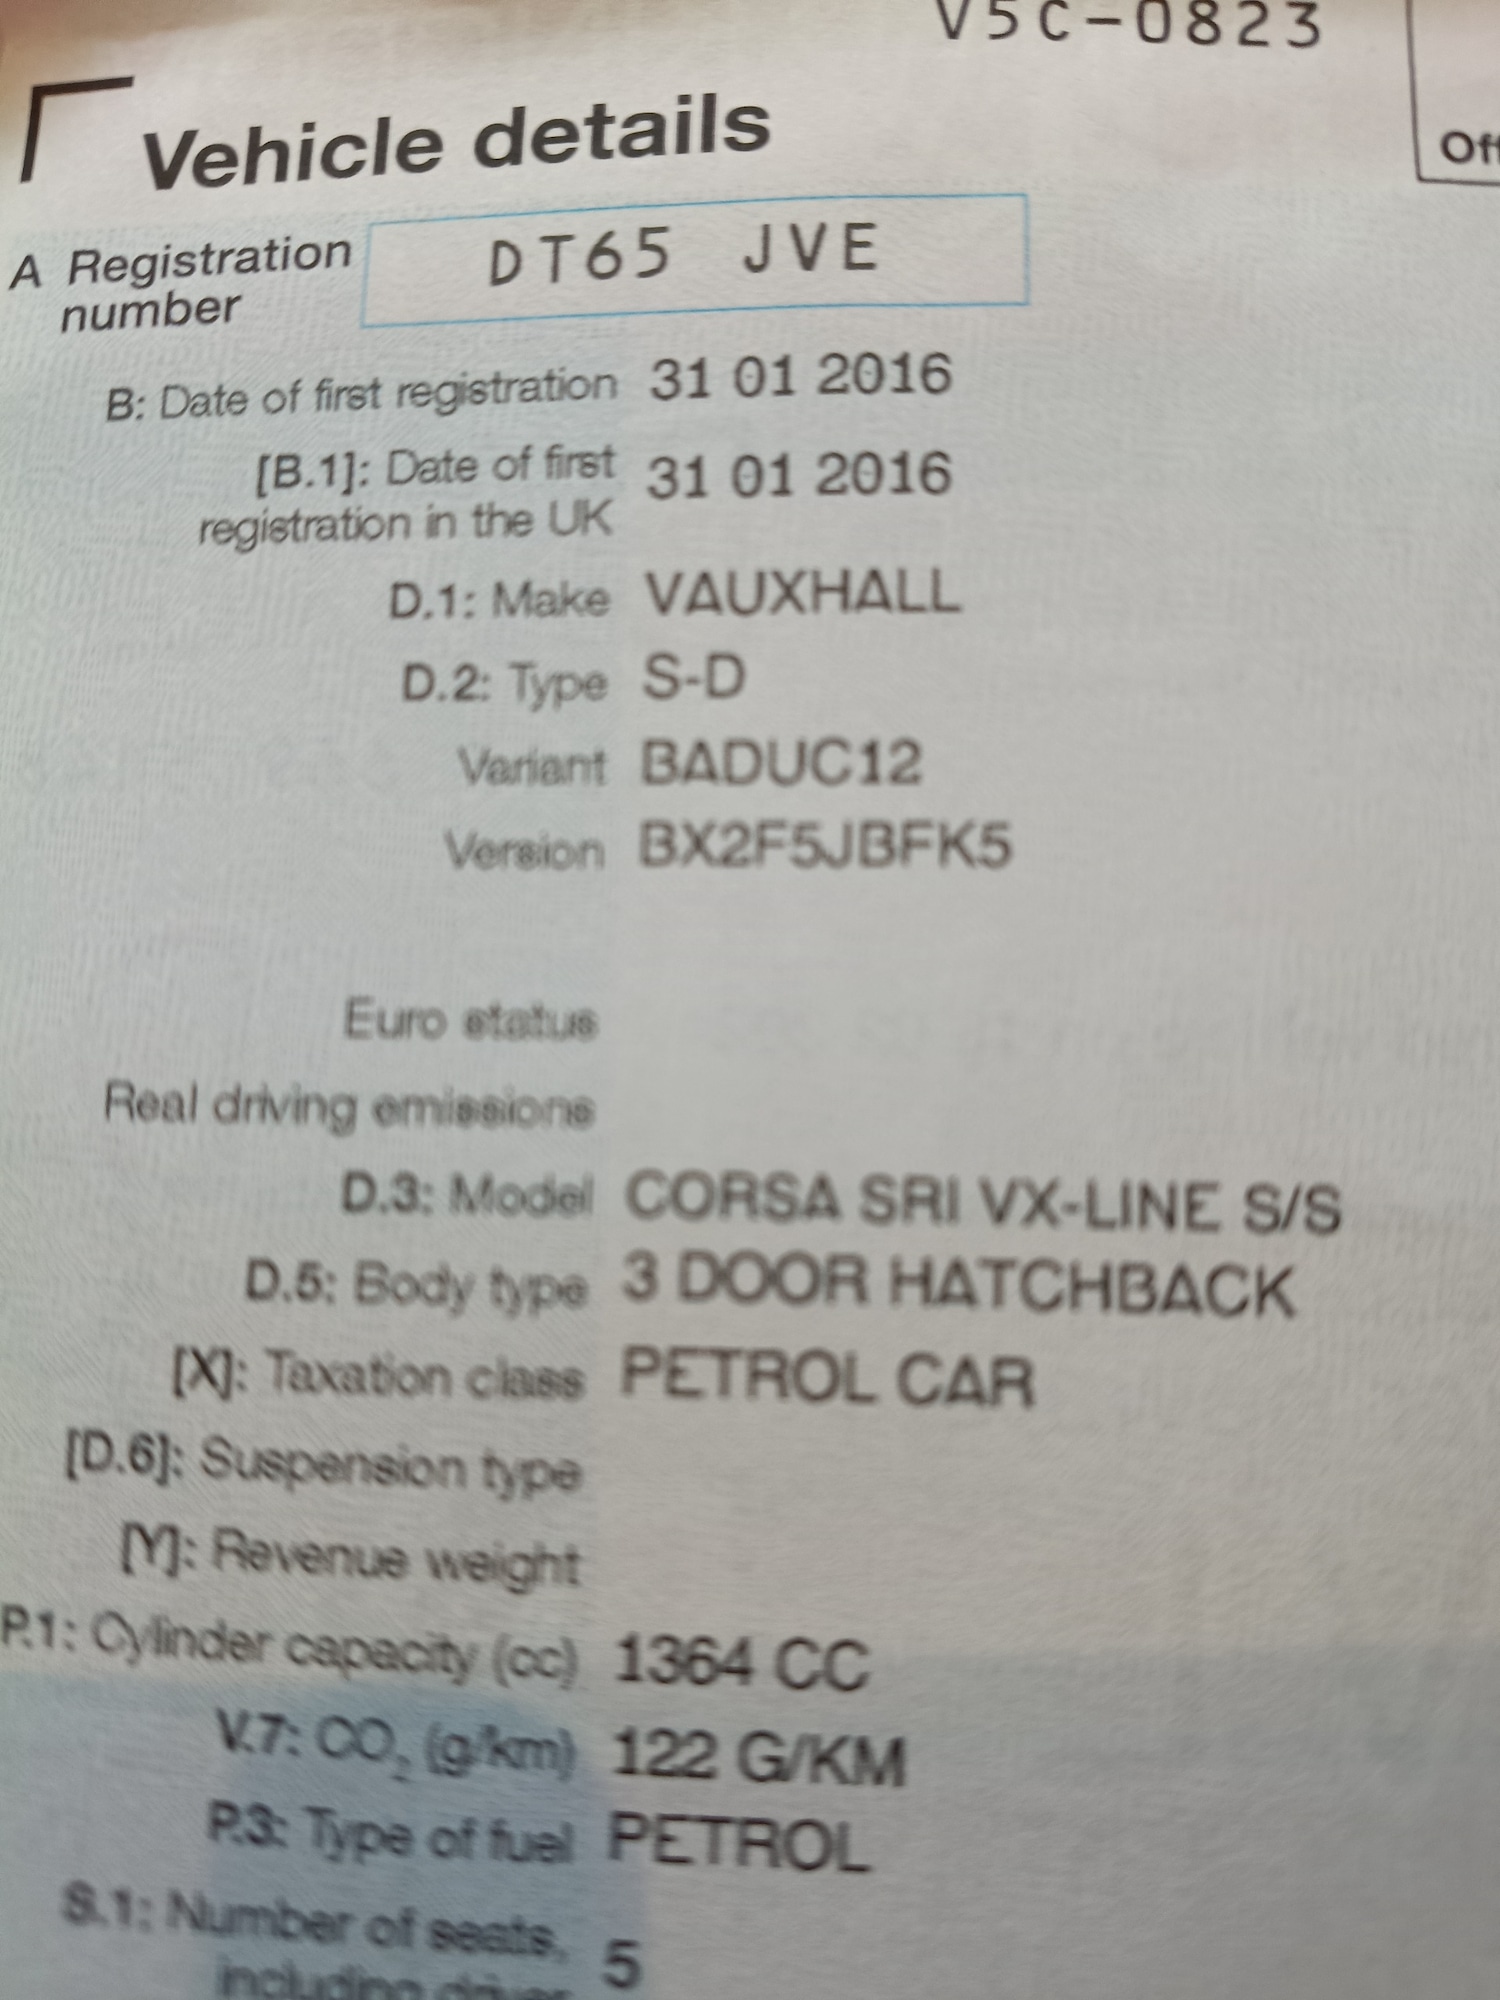 V5C-0823
Vehicle details
Off
A Registration number DT65 JVE
B: Date of first registration 31 01 2016
[B.1]: Date of first registration in the UK 31 01 2016
D.1: Make VAUXHALL
D.2: Type S-D
Variant BADUC12
Version BX2F5JBFK5
Euro status
Real driving emissions
D.3: Model CORSA SRI VX-LINE S/S
D.5: Body type 3 DOOR HATCHBACK
[X]: Taxation class PETROL CAR
[D.6]: Suspension type
[Y]: Revenue weight
P.1: Cylinder capacity (cc) 1364 CC
V.7: CO₂ (g/km) 122 G/KM
P.3: Type of fuel PETROL
S.1: Number of seats, including driver 5